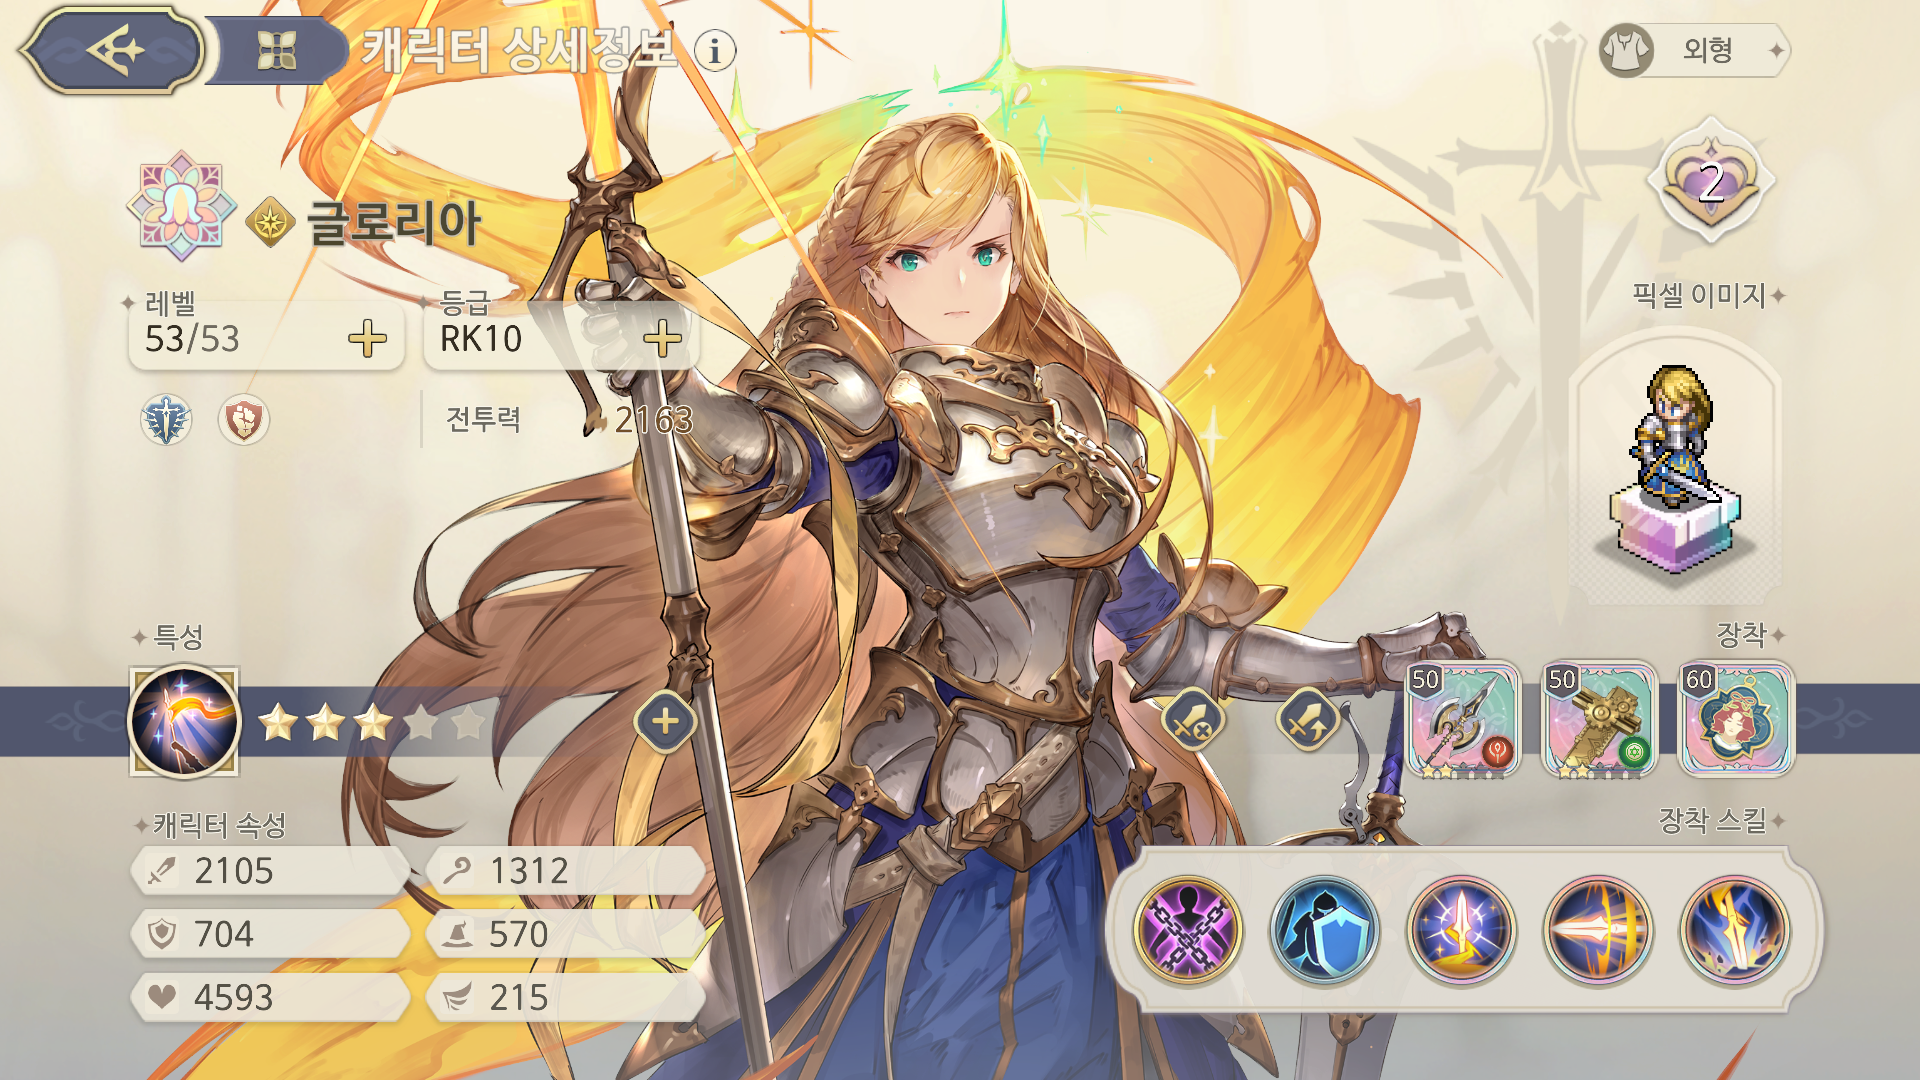 캐릭터 상세정보 i
외형
2
글로리아
픽셀 이미지
레벨
53/53
등급
RK10
전투력 2163
특성
장착
50 50 60
캐릭터 속성
장착 스킬
2105 1312
704 570
4593 215